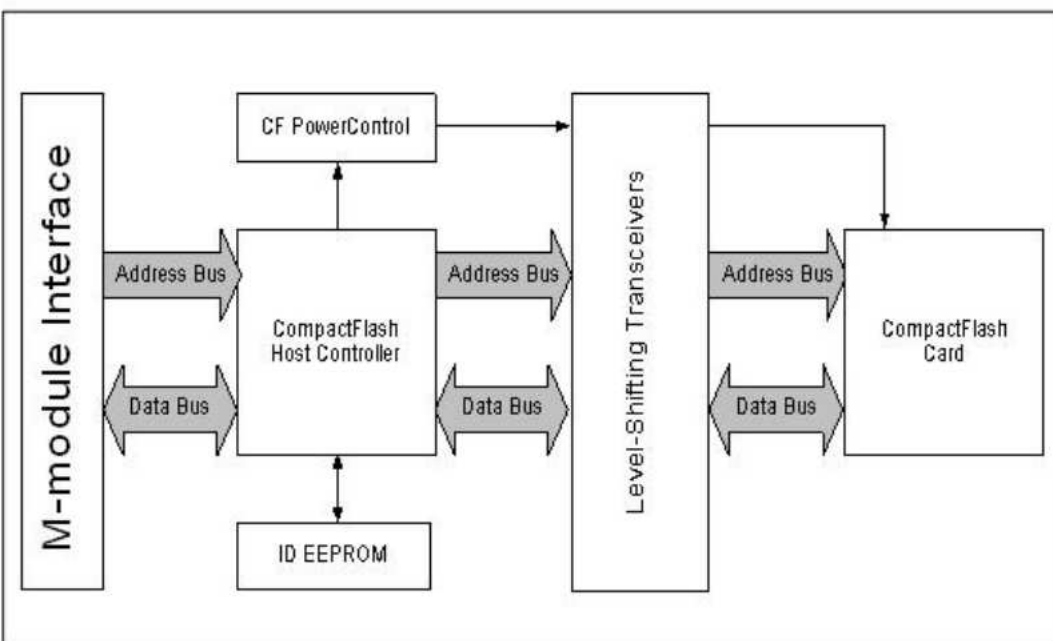 M-module Interface
CF PowerControl
Address Bus
Data Bus
CompactFlash
Host Controller
ID EEPROM
Address Bus
Data Bus
Level-Shifting Transceivers
Address Bus
Data Bus
CompactFlash
Card